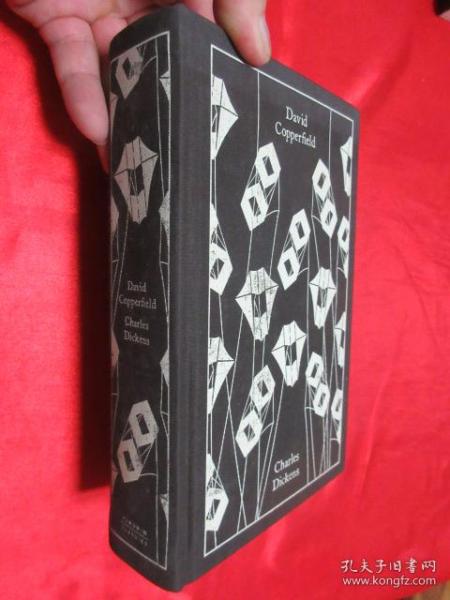 David
Copperfield
Charles
Dickens
David
Copperfield
Charles
Dickens
孔夫子旧书网
www.kongfz.com